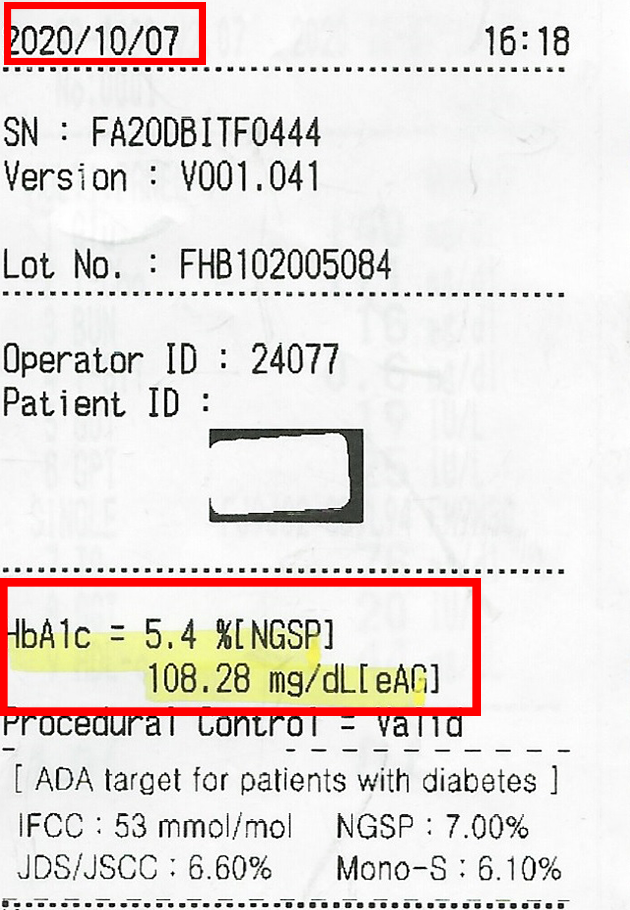 2020/10/07 16:18
SN : FA20DBITF0444
Version : V001.041
Lot No. : FHB102005084
Operator ID : 24077
Patient ID :
HbA1c = 5.4 %[NGSP]
108.28 mg/dL[eAG]
Procedural Control = Valid
[ ADA target for patients with diabetes ]
IFCC : 53 mmol/mol NGSP : 7.00%
JDS/JSCC : 6.60% Mono-S : 6.10%